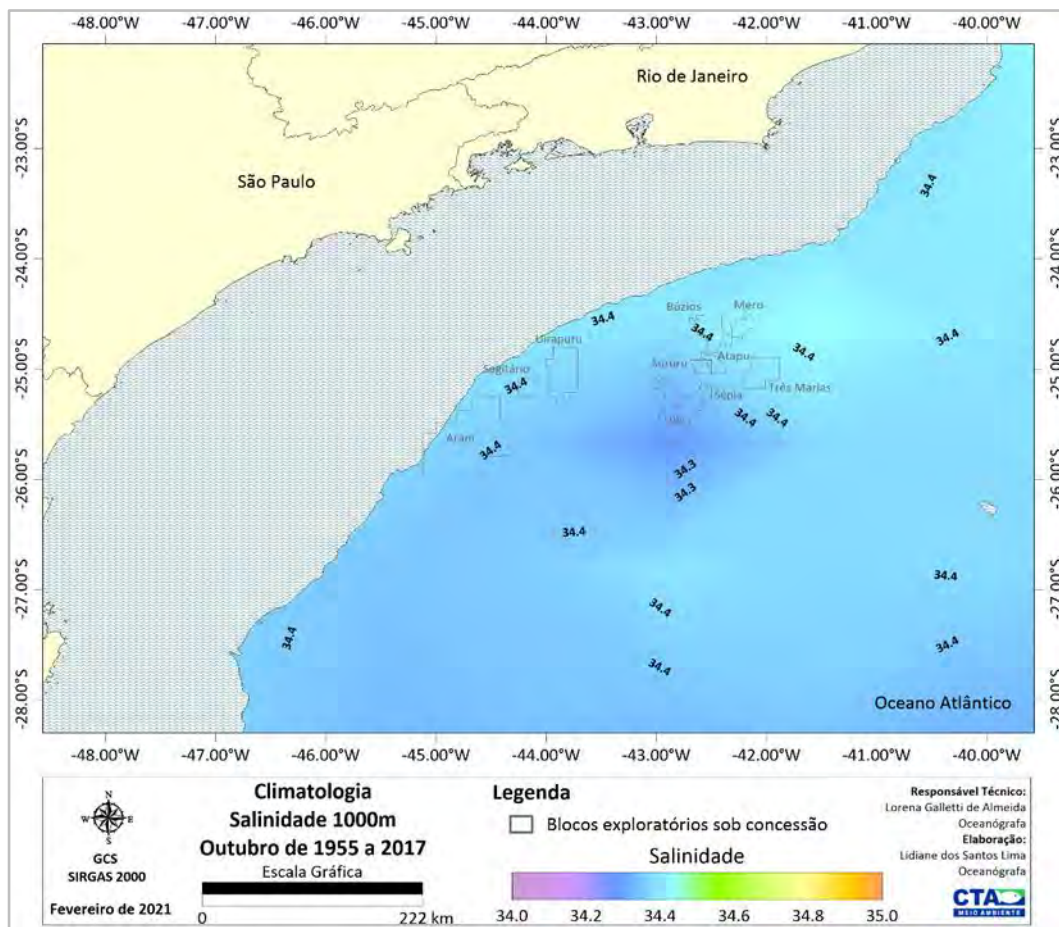 -48.00°W -47.00°W -46.00°W -45.00°W -44.00°W -43.00°W -42.00°W -41.00°W -40.00°W
Rio de Janeiro
-23.00°S -23.00°S
São Paulo
34.4
-24.00°S -24.00°S
Búzios Mero
34.4 34.4 34.4
Uirapuru 34.4
Sururu Atapu
-25.00°S -25.00°S
Sagitário
34.4 Três Marias
Sépia
34.4 34.4
Aram 34.4
34.3
-26.00°S -26.00°S
34.3
34.4
34.4
-27.00°S -27.00°S
34.4
34.4 34.4
34.4
-28.00°S Oceano Atlântico -28.00°S
-48.00°W -47.00°W -46.00°W -45.00°W -44.00°W -43.00°W -42.00°W -41.00°W -40.00°W
N
W E
S
GCS
SIRGAS 2000
Fevereiro de 2021
Climatologia
Salinidade 1000m
Outubro de 1955 a 2017
Escala Gráfica
0 222 km
Legenda
Blocos exploratórios sob concessão
Salinidade
34.0 34.2 34.4 34.6 34.8 35.0
Responsável Técnico:
Lorena Galletti de Almeida
Oceanógrafa
Elaboração:
Lidiane dos Santos Lima
Oceanógrafa
CTA
MEIO AMBIENTE